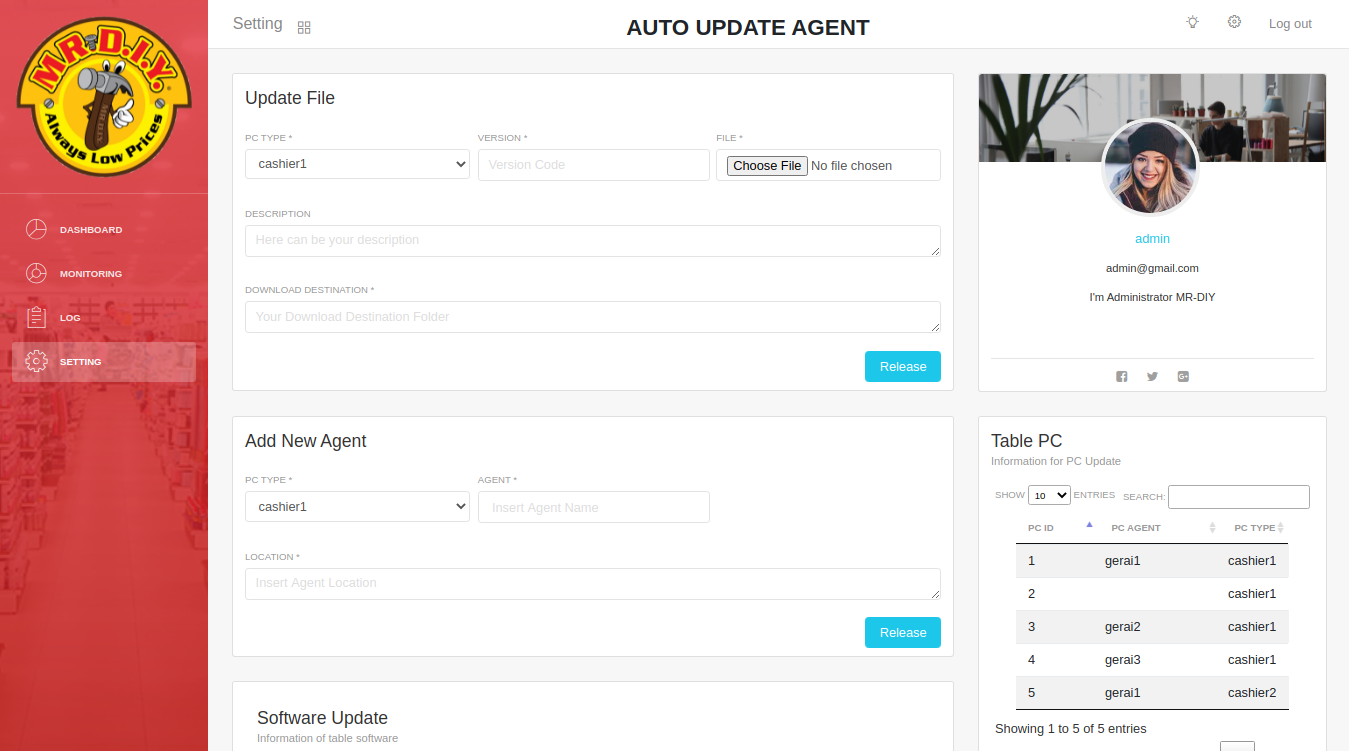 MR.D.I.Y.
MR.D.I.Y.
Always Low Prices
DASHBOARD
MONITORING
LOG
SETTING
Setting
AUTO UPDATE AGENT
Log out
Update File
PC TYPE *
VERSION *
FILE *
cashier1
Version Code
Choose File No file chosen
DESCRIPTION
Here can be your description
DOWNLOAD DESTINATION *
Your Download Destination Folder
Release
Add New Agent
PC TYPE *
AGENT *
cashier1
Insert Agent Name
LOCATION *
Insert Agent Location
Release
Software Update
Information of table software
admin
admin@gmail.com
I'm Administrator MR-DIY
Table PC
Information for PC Update
SHOW 10 ENTRIES SEARCH:
PC ID PC AGENT PC TYPE
1 gerai1 cashier1
2 cashier1
3 gerai2 cashier1
4 gerai3 cashier1
5 gerai1 cashier2
Showing 1 to 5 of 5 entries